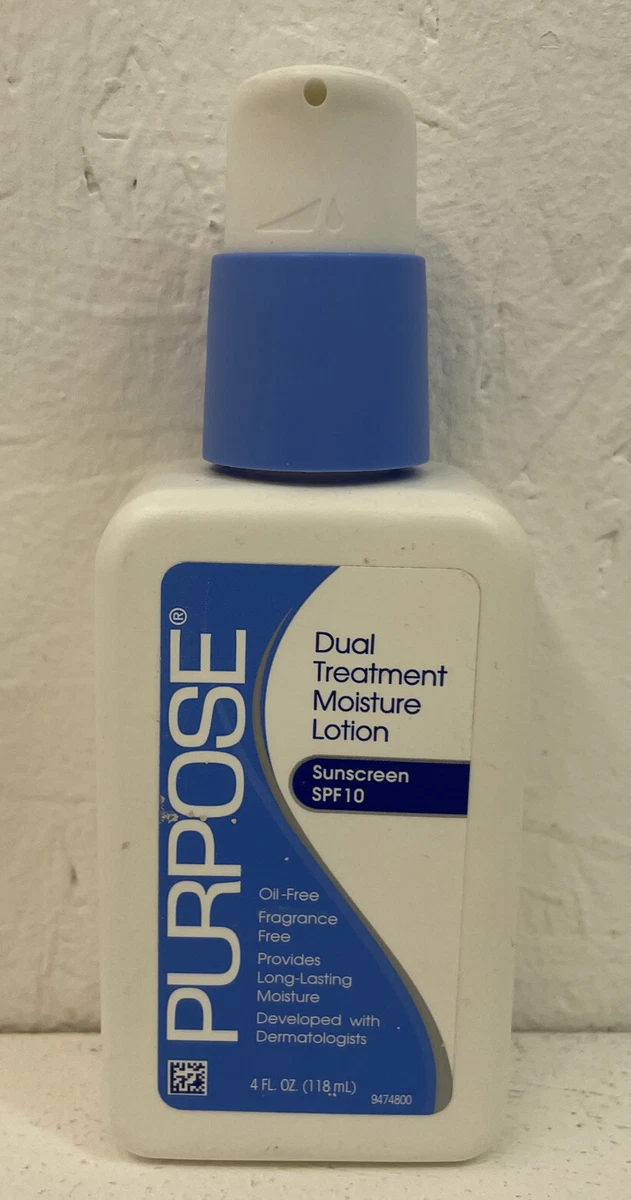 PURPOSE®
Dual
Treatment
Moisture
Lotion
Sunscreen
SPF10
Oil-Free
Fragrance
Free
Provides
Long-Lasting
Moisture
Developed with
Dermatologists
4 FL. OZ. (118 mL)
9474800